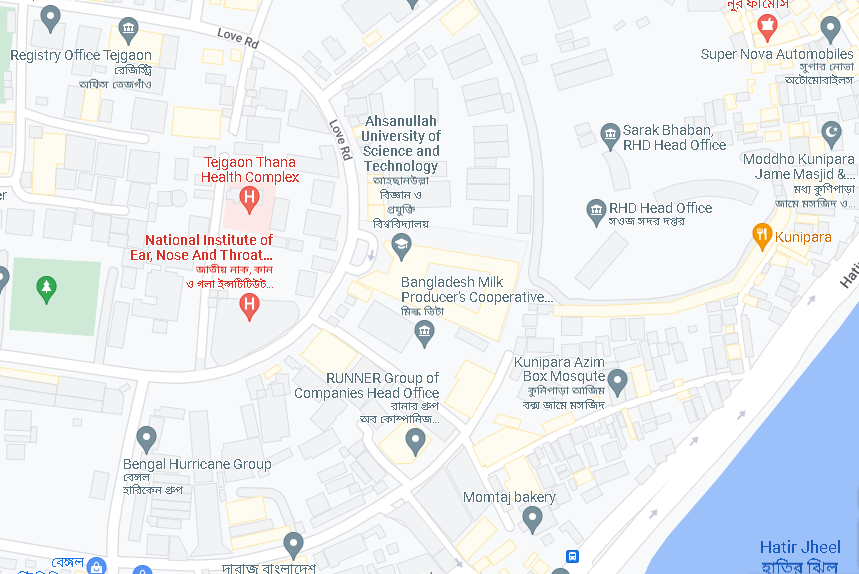 নুর ফার্মেসি
Love Rd
Registry Office Tejgaon
রেজিস্ট্রি
অফিস তেজগাঁও
Super Nova Automobiles
সুপার নোভা
অটোমোবাইলস
Love Rd
Ahsanullah
University of
Science and
Technology
আহছানউল্লা
বিজ্ঞান ও
প্রযুক্তি
বিশ্ববিদ্যালয়
Sarak Bhaban,
RHD Head Office
Moddho Kunipara
Jame Masjid &...
মধ্য কুণিপাড়া
জামে মসজিদ ও...
Tejgaon Thana
Health Complex
H
RHD Head Office
সওজ সদর দপ্তর
Kunipara
National Institute of
Ear, Nose And Throat...
জাতীয় নাক, কান
ও গলা ইন্সটিটিউট...
H
Bangladesh Milk
Producer's Cooperative...
মিল্ক ভিটা
Kunipara Azim
Box Mosqute
কুনিপাড়া আজিম
বক্স জামে মসজিদ
RUNNER Group of
Companies Head Office
রানার গ্রুপ
অব কোম্পানিজ...
Bengal Hurricane Group
বেঙ্গল
হারিকেন গ্রুপ
Momtaj bakery
দারাজ বাংলাদেশ
বেঙ্গল
Hatir Jheel
হাতির ঝিল